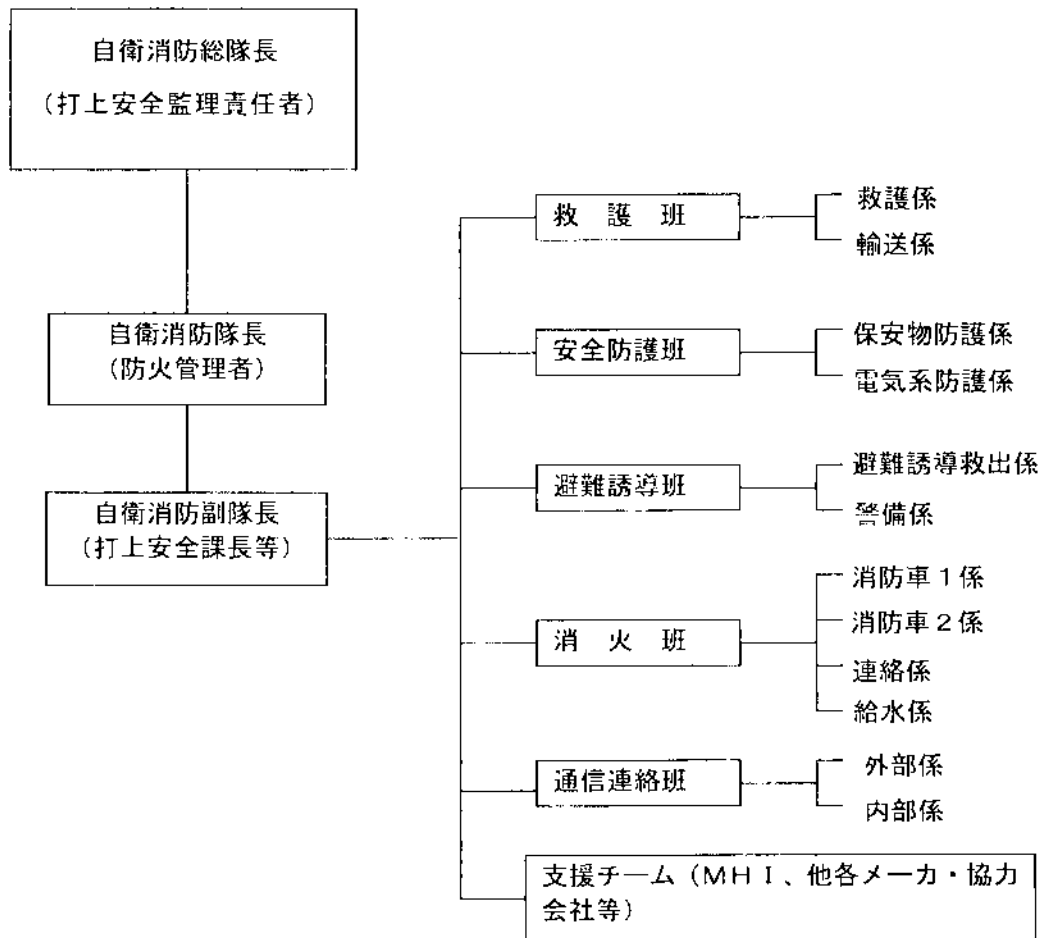 自衛消防総隊長
（打上安全監理責任者）
自衛消防隊長
（防火管理者）
自衛消防副隊長
（打上安全課長等）
救　護　班
救護係
輸送係
安全防護班
保安物防護係
電気系防護係
避難誘導班
避難誘導救出係
警備係
消　火　班
消防車１係
消防車２係
連絡係
給水係
通信連絡班
外部係
内部係
支援チーム（ＭＨＩ、他各メーカ・協力
会社等）